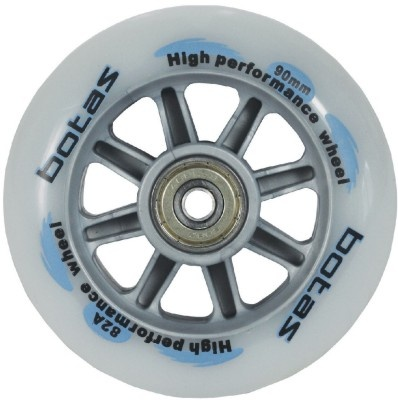 botas
High performance wheel
90mm
botas
High performance wheel
82A